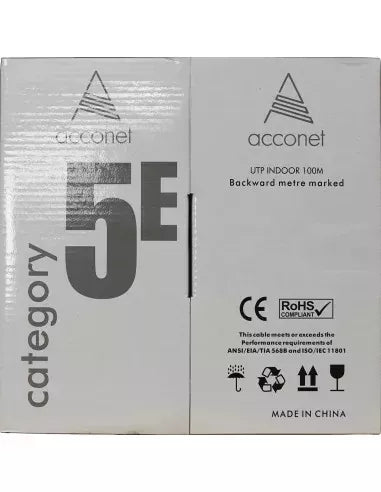 acconet
category
5E
acconet
UTP INDOOR 100M
Backward metre marked
CE
RoHS
COMPLIANT
This cable meets or exceeds the
Performance requirements of
ANSI/EIA/TIA 568B and ISO/IEC 11801
MADE IN CHINA